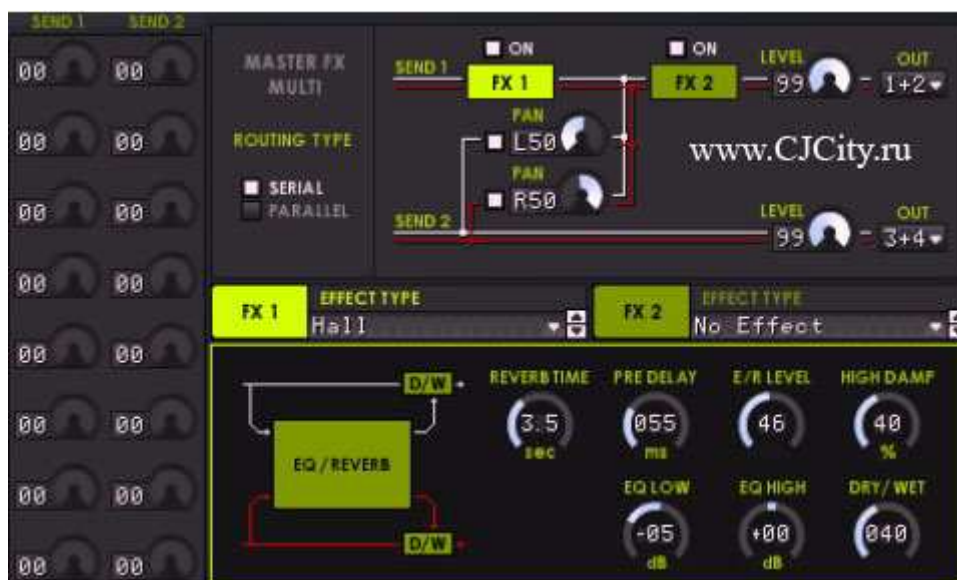 SEND 1 SEND 2
00 00
00 00
00 00
00 00
00 00
00 00
00 00
00 00
MASTER FX
MULTI
ROUTING TYPE
SERIAL
PARALLEL
ON ON
SEND 1 FX 1 FX 2 LEVEL 99 OUT 1+2
PAN
L50
PAN
R50
www.CJCity.ru
SEND 2 LEVEL 99 OUT 3+4
FX 1 EFFECT TYPE
Hall
FX 2 EFFECT TYPE
No Effect
D/W
EQ/REVERB
D/W
REVERB TIME PRE DELAY E/R LEVEL HIGH DAMP
3.5 055 46 40
sec ms %
EQ LOW EQ HIGH DRY/WET
-05 +00 040
dB dB